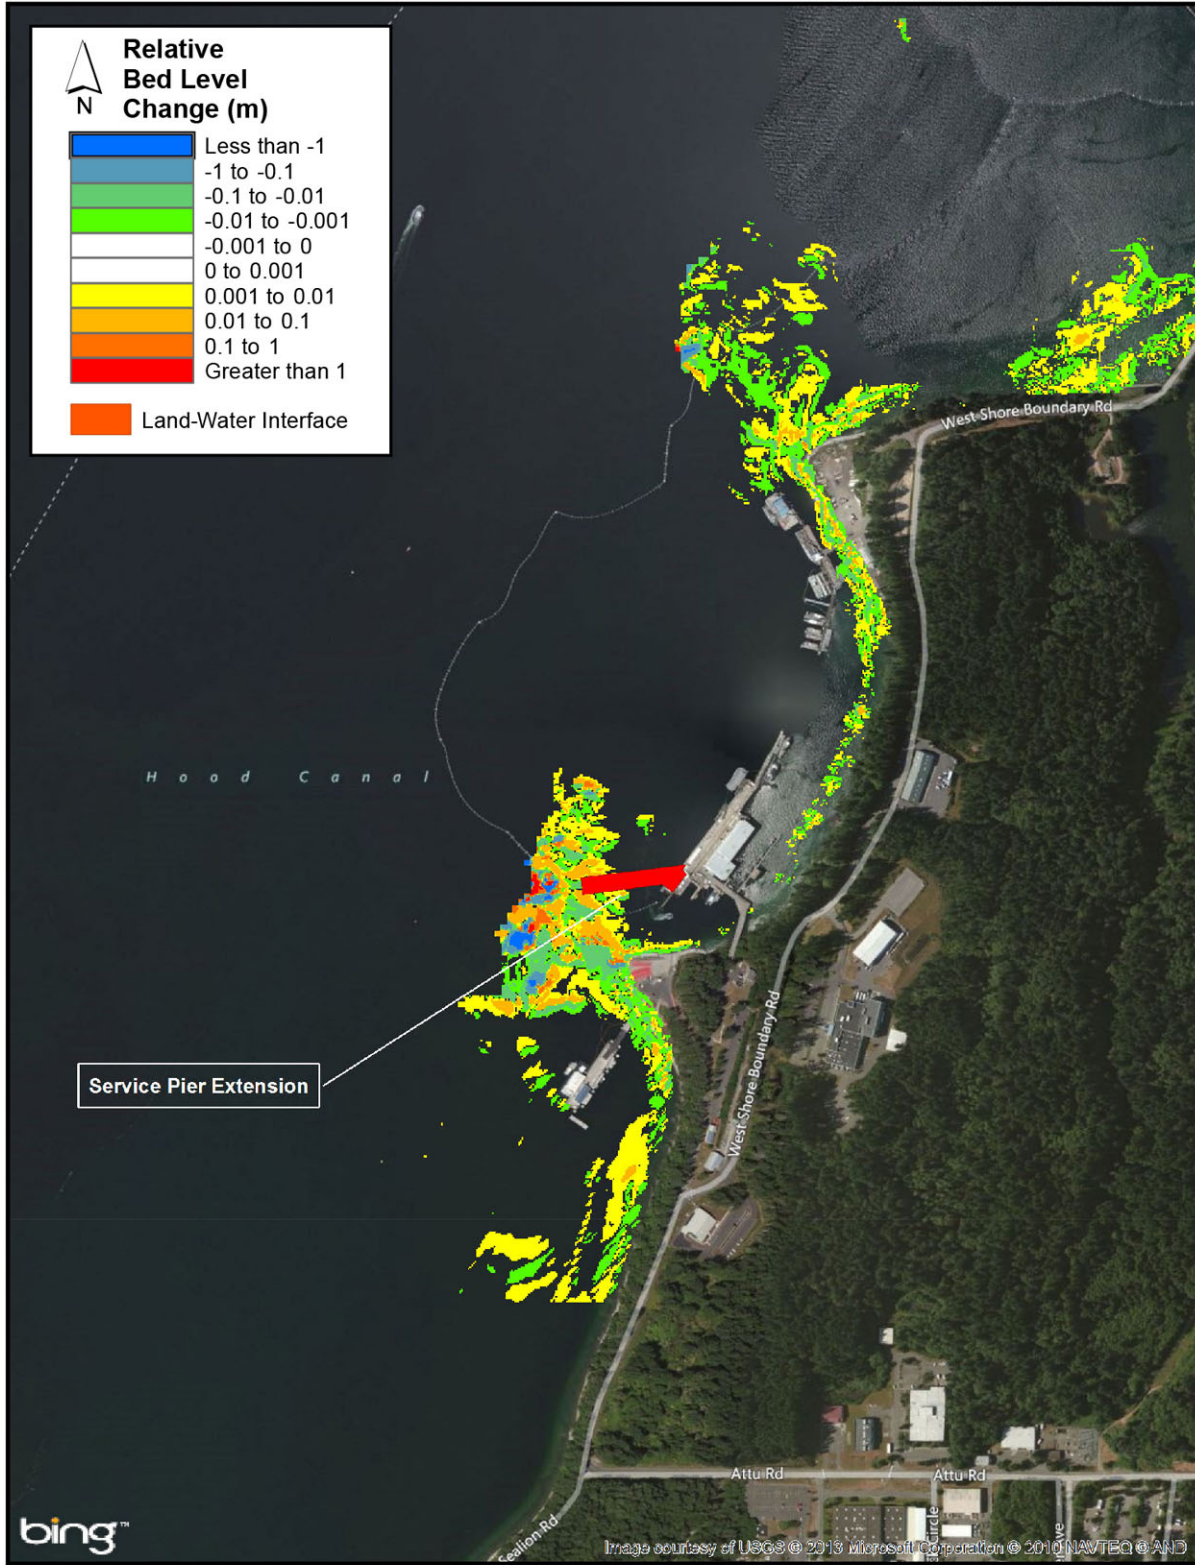 Relative
Bed Level
Change (m)
N
Less than -1
-1 to -0.1
-0.1 to -0.01
-0.01 to -0.001
-0.001 to 0
0 to 0.001
0.001 to 0.01
0.01 to 0.1
0.1 to 1
Greater than 1
Land-Water Interface
West Shore Boundary Rd
Hood Canal
Service Pier Extension
West Shore Boundary Rd
Attu Rd
Attu Rd
Circle
Sealion Rd
bing™
Image courtesy of USGS © 2013 Microsoft Corporation © 2010 NAVTEQ © AND